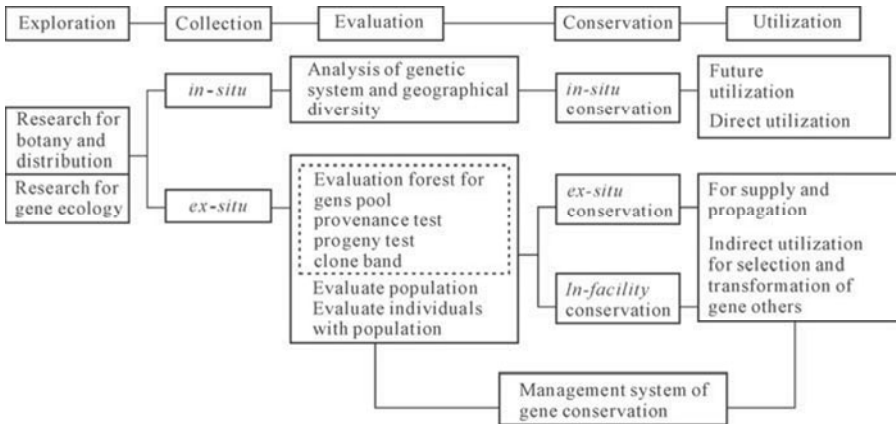 Exploration
Collection
Evaluation
Conservation
Utilization
Research for
botany and
distribution
Research for
gene ecology
in-situ
Analysis of genetic
system and geographical
diversity
in-situ
conservation
Future
utilization
Direct utilization
ex-situ
Evaluation forest for
gens pool
provenance test
progeny test
clone band
Evaluate population
Evaluate individuals
with population
ex-situ
conservation
In-facility
conservation
For supply and
propagation
Indirect utilization
for selection and
transformation of
gene others
Management system of
gene conservation